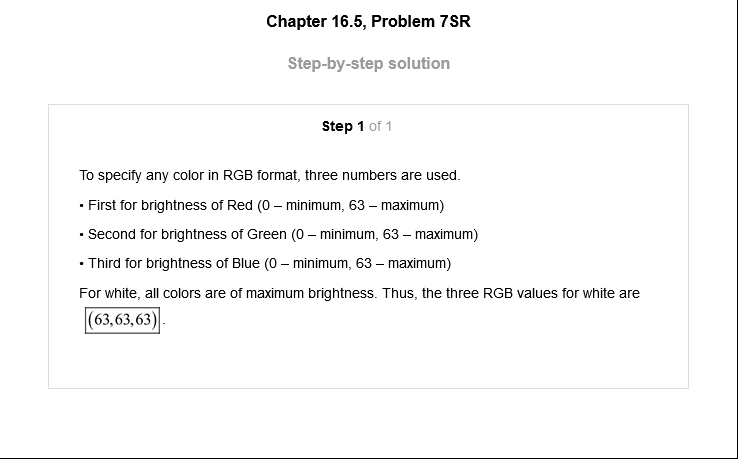 Chapter 16.5, Problem 7SR
Step-by-step solution
Step 1 of 1
To specify any color in RGB format, three numbers are used.
• First for brightness of Red (0 – minimum, 63 – maximum)
• Second for brightness of Green (0 – minimum, 63 – maximum)
• Third for brightness of Blue (0 – minimum, 63 – maximum)
For white, all colors are of maximum brightness. Thus, the three RGB values for white are
(63,63,63).